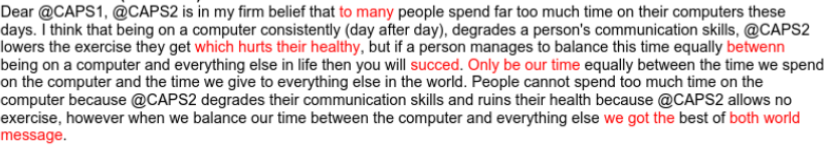 Dear @CAPS1, @CAPS2 is in my firm belief that to many people spend far too much time on their computers these
days. I think that being on a computer consistently (day after day), degrades a person's communication skills, @CAPS2
lowers the exercise they get which hurts their healthy, but if a person manages to balance this time equally betwenn
being on a computer and everything else in life then you will succed. Only be our time equally between the time we spend
on the computer and the time we give to everything else in the world. People cannot spend too much time on the
computer because @CAPS2 degrades their communication skills and ruins their health because @CAPS2 allows no
exercise, however when we balance our time between the computer and everything else we got the best of both world
message.